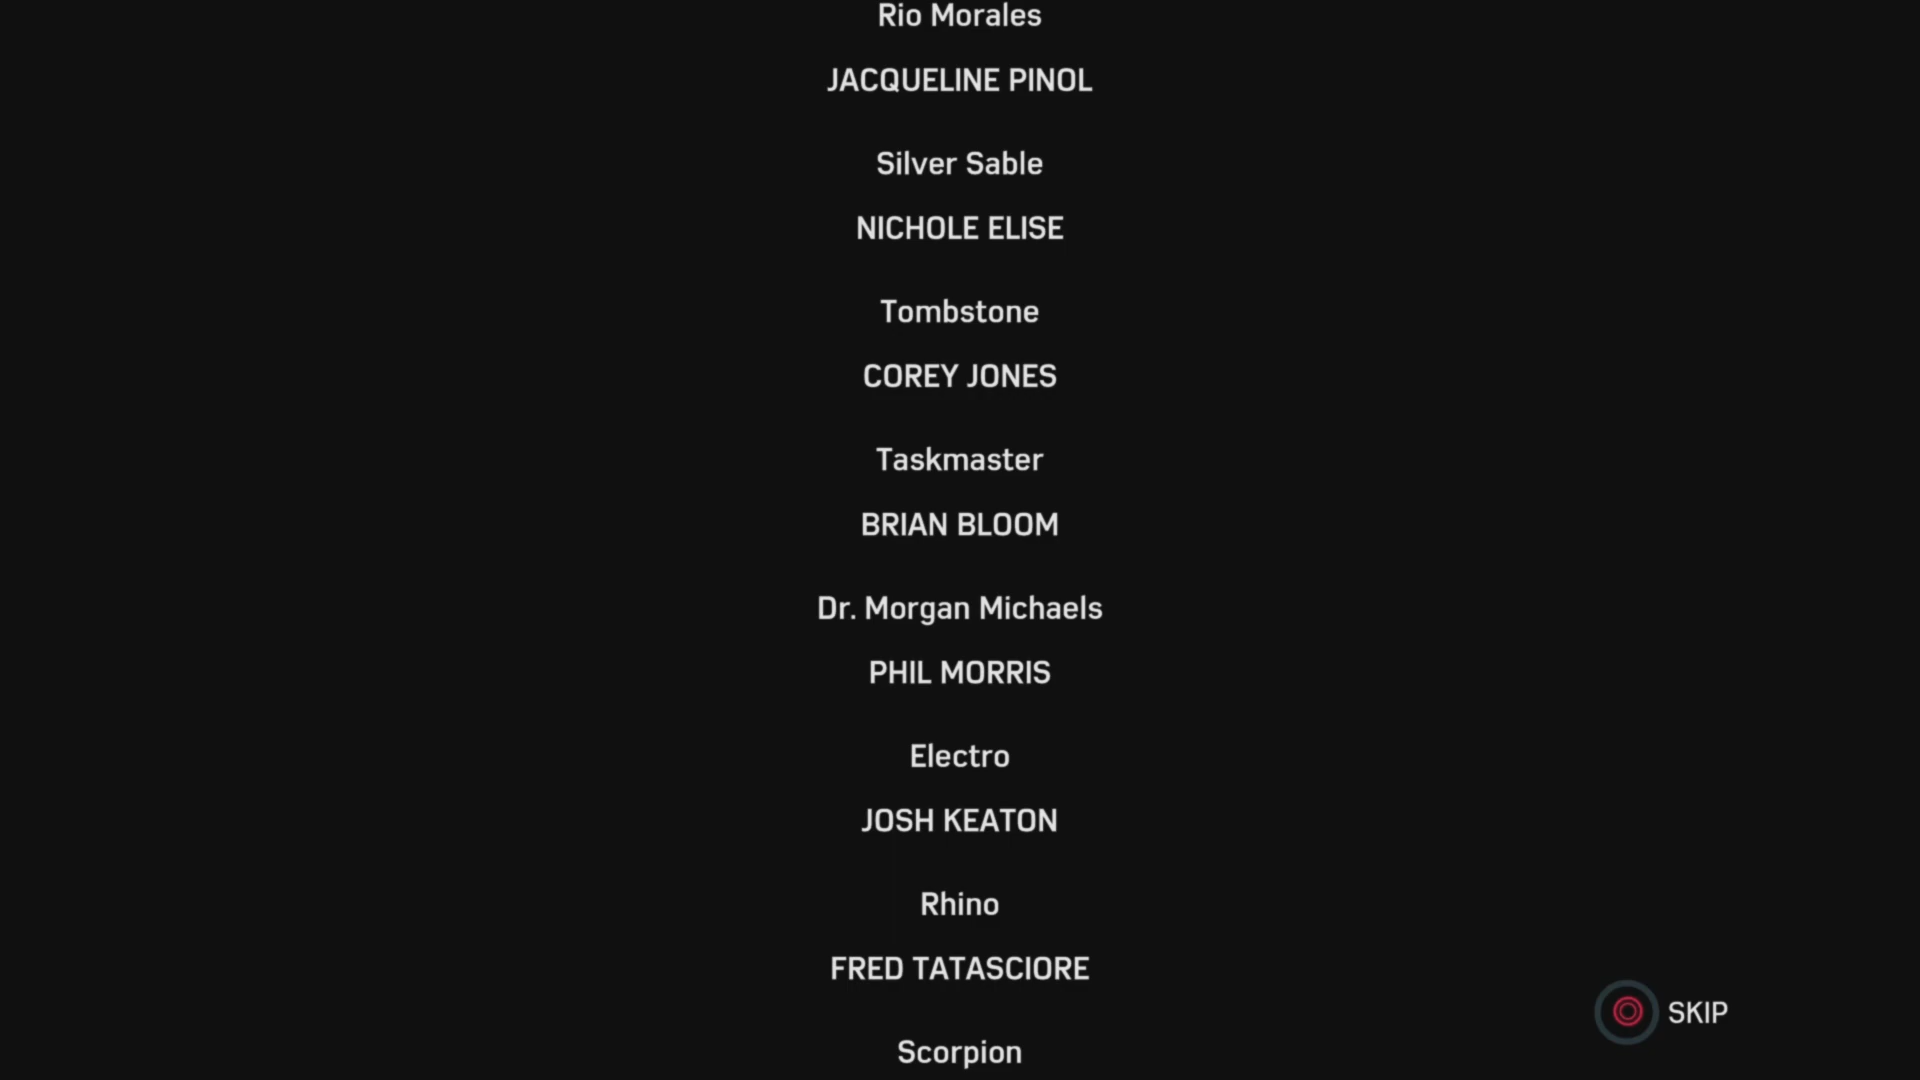 Rio Morales
JACQUELINE PINOL
Silver Sable
NICHOLE ELISE
Tombstone
COREY JONES
Taskmaster
BRIAN BLOOM
Dr. Morgan Michaels
PHIL MORRIS
Electro
JOSH KEATON
Rhino
FRED TATASCIORE
SKIP
Scorpion